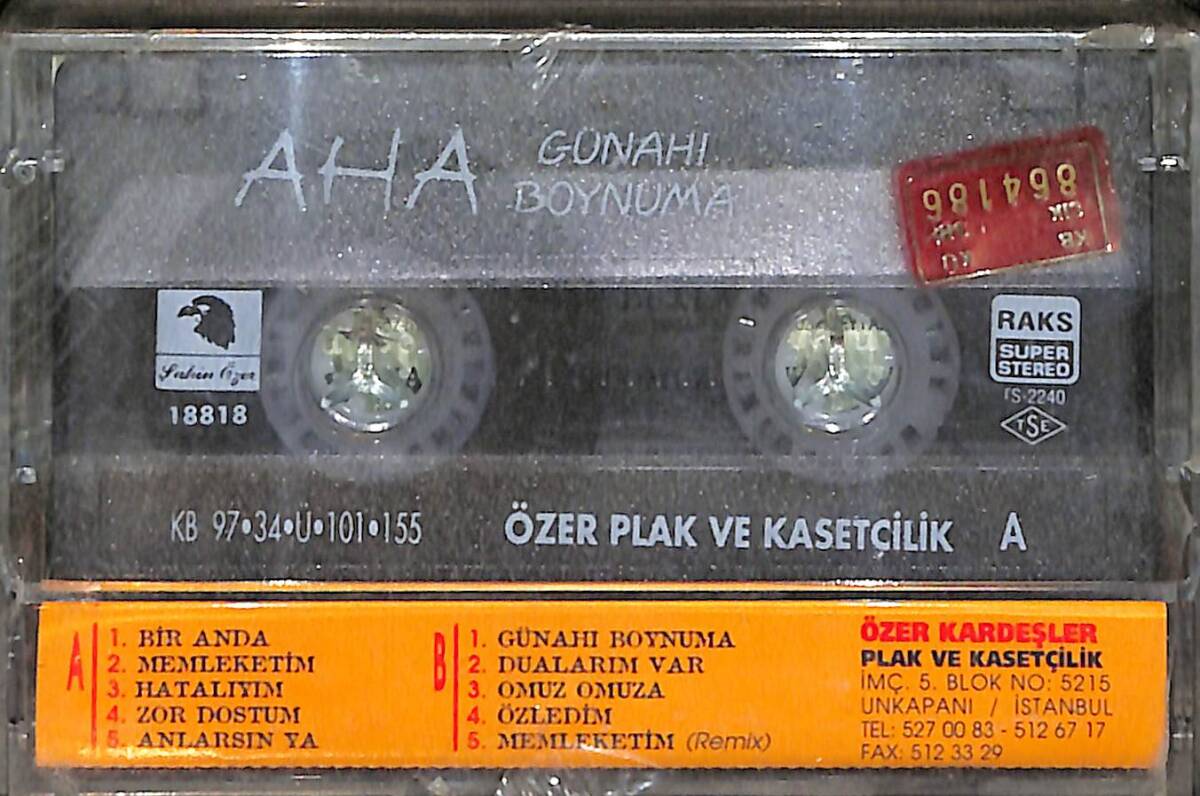 AHA
GÜNAHI
BOYNUMA
864186
KB
Şahin Özer
18818
RAKS
SUPER
STEREO
TS-2240
TSE
KB 97•34•Ü•101•155
ÖZER PLAK VE KASETÇİLİK
A
A
1. BİR ANDA
2. MEMLEKETİM
3. HATALIYIM
4. ZOR DOSTUM
5. ANLARSIN YA
B
1. GÜNAHI BOYNUMA
2. DUALARIM VAR
3. OMUZ OMUZA
4. ÖZLEDİM
5. MEMLEKETİM (Remix)
ÖZER KARDEŞLER
PLAK VE KASETÇİLİK
İMÇ. 5. BLOK NO: 5215
UNKAPANI / İSTANBUL
TEL: 527 00 83 - 512 67 17
FAX: 512 33 29